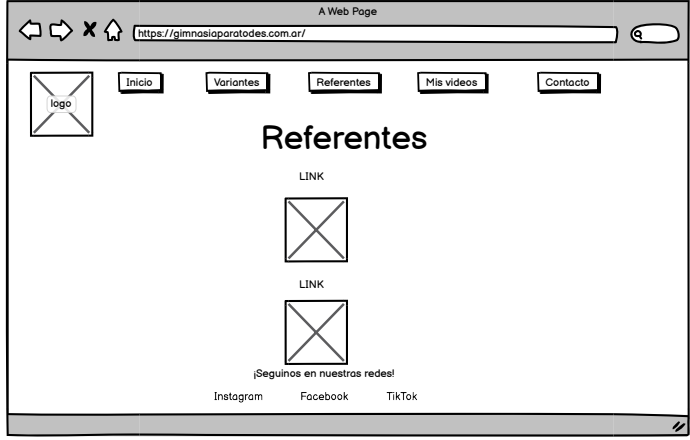 A Web Page
https://gimnasiaparatodes.com.ar/
logo
Inicio Variantes Referentes Mis videos Contacto
Referentes
LINK
LINK
¡Seguinos en nuestras redes!
Instagram Facebook TikTok